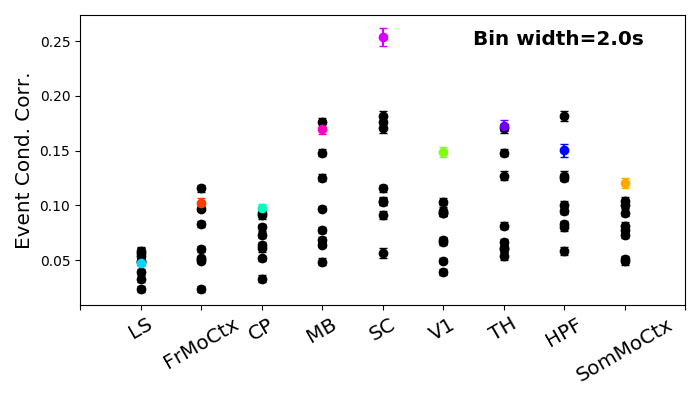 Bin width=2.0s
Event Cond. Corr.
0.25
0.20
0.15
0.10
0.05
LS
FrMoCtx
CP
MB
SC
V1
TH
HPF
SomMoCtx